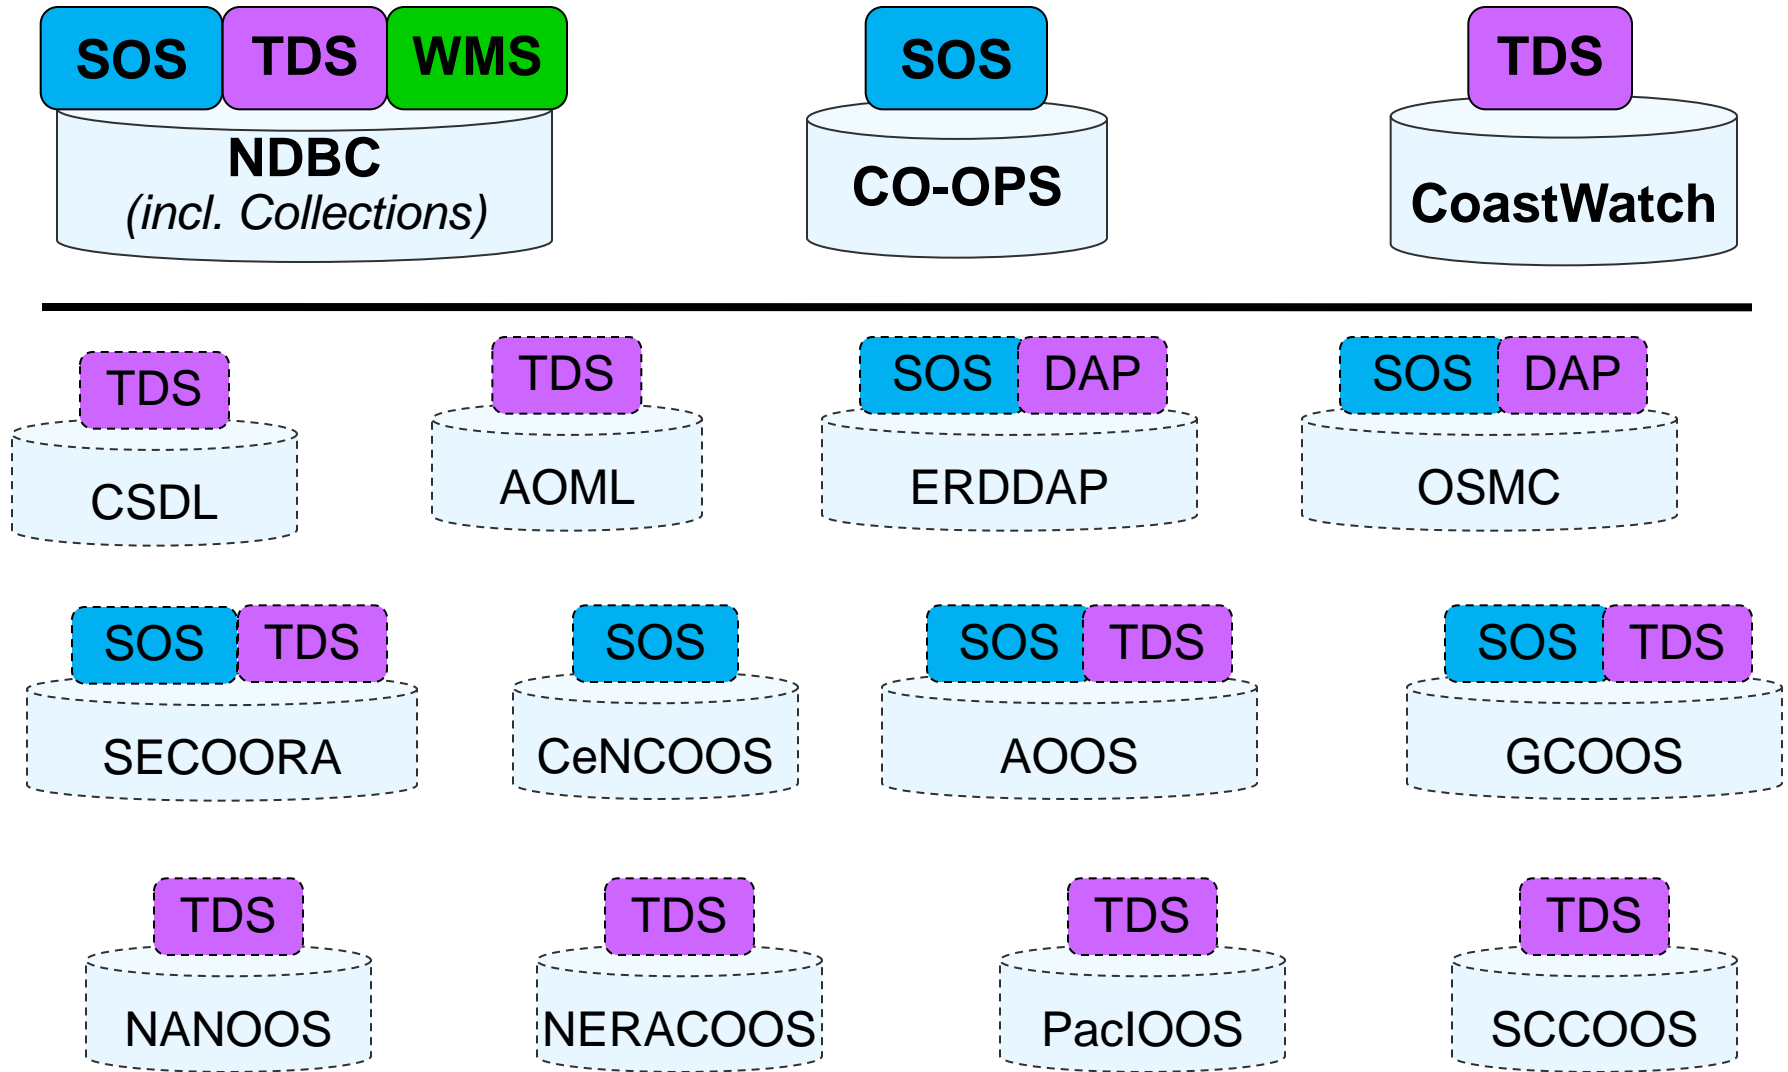 SOS TDS WMS
NDBC
(incl. Collections)
SOS
CO-OPS
TDS
CoastWatch
TDS
CSDL
TDS
AOML
SOS DAP
ERDDAP
SOS DAP
OSMC
SOS TDS
SECOORA
SOS
CeNCOOS
SOS TDS
AOOS
SOS TDS
GCOOS
TDS
NANOOS
TDS
NERACOOS
TDS
PacIOOS
TDS
SCCOOS